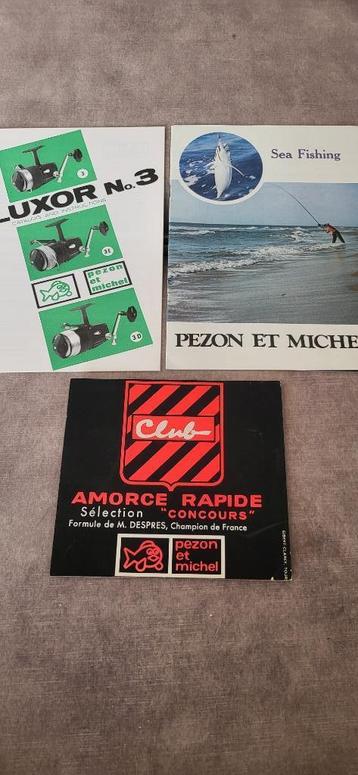 3
LUXOR No.3
3E
pezon
et
michel
3D
Sea Fishing
PEZON ET MICHE
Club
AMORCE RAPIDE
Sélection "CONCOURS"
Formule de M. DESPRES, Champion de France
pezon
et
michel